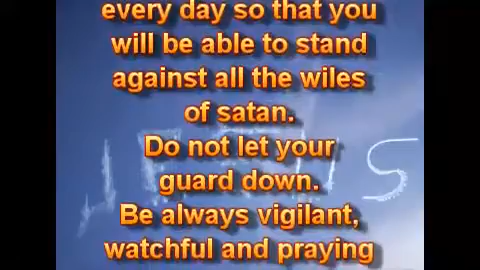 every day so that you
will be able to stand
against all the wiles
of satan.
Do not let your
guard down.
Be always vigilant,
watchful and praying
JESUS